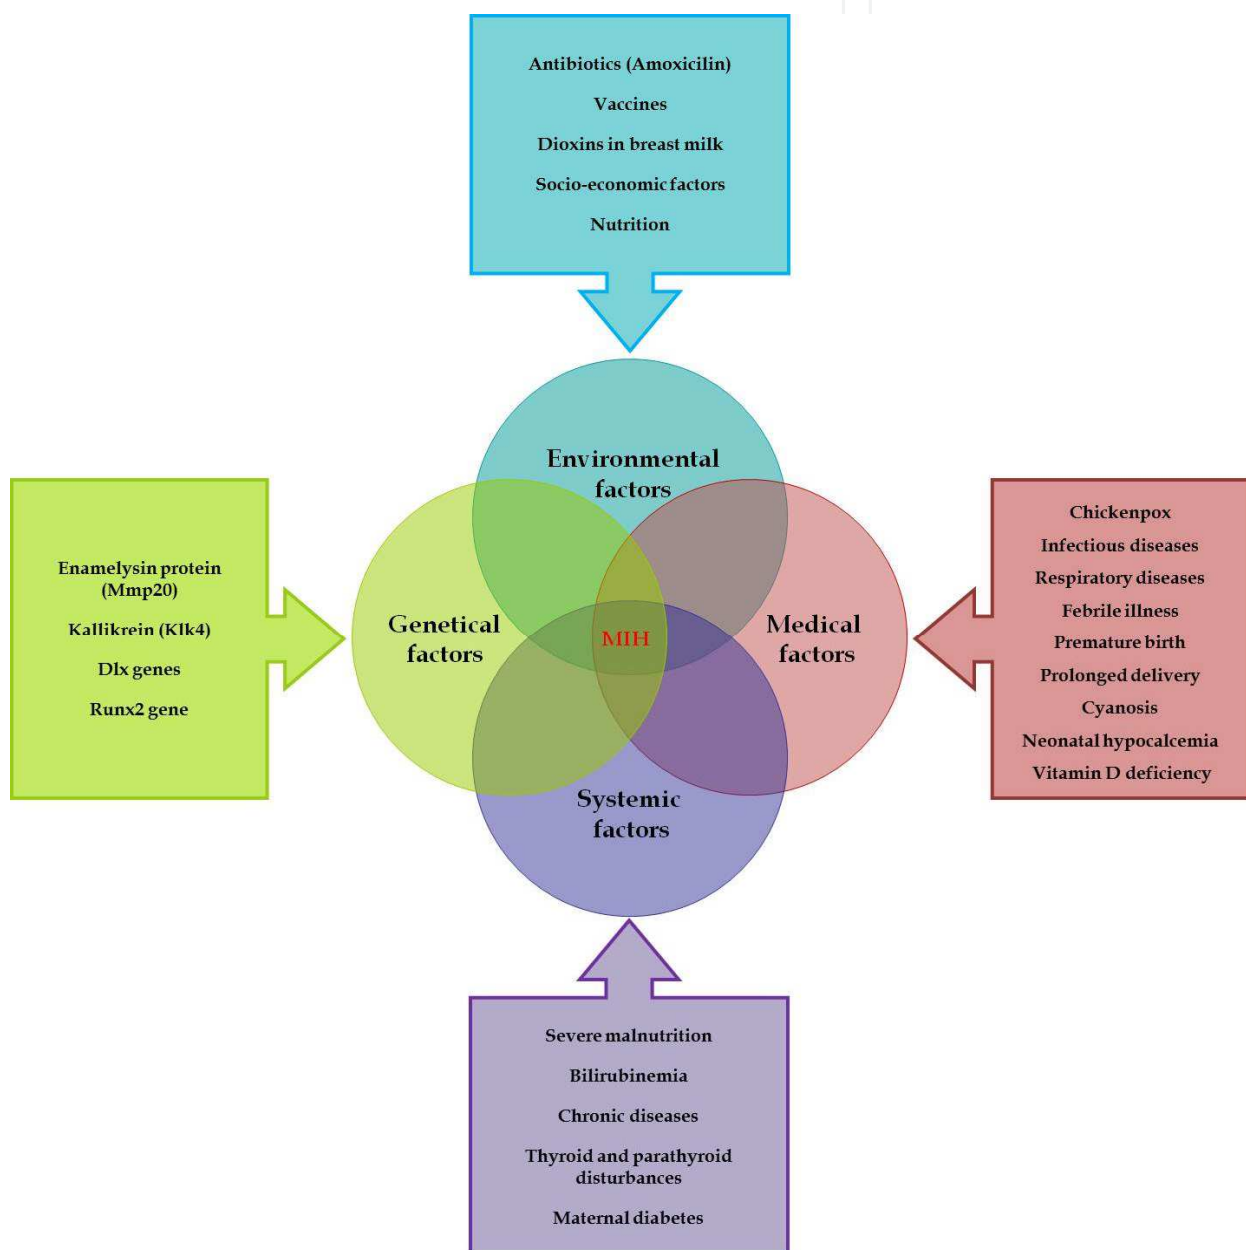 Antibiotics (Amoxicilin)
Vaccines
Dioxins in breast milk
Socio-economic factors
Nutrition
Environmental
factors
Enamelysin protein
(Mmp20)
Kallikrein (Klk4)
Dlx genes
Runx2 gene
Genetical
factors
MIH
Medical
factors
Chickenpox
Infectious diseases
Respiratory diseases
Febrile illness
Premature birth
Prolonged delivery
Cyanosis
Neonatal hypocalcemia
Vitamin D deficiency
Systemic
factors
Severe malnutrition
Bilirubinemia
Chronic diseases
Thyroid and parathyroid
disturbances
Maternal diabetes